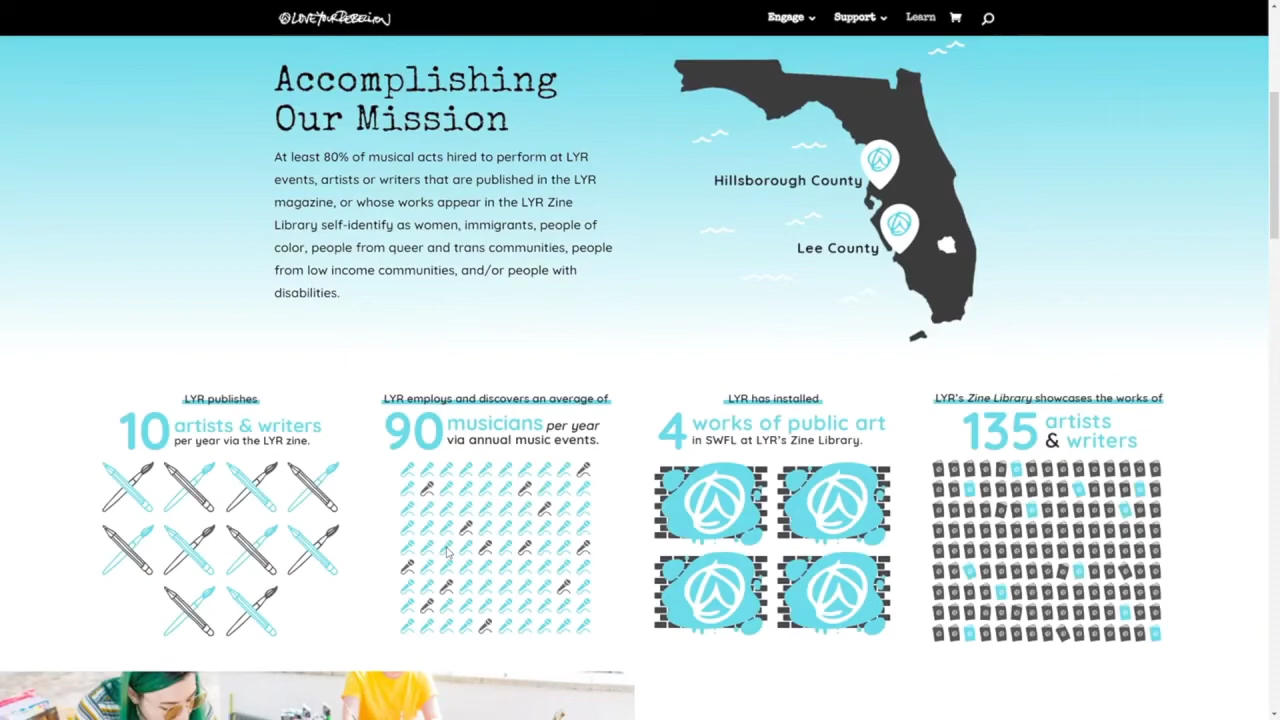 LOVEYOURREBELLION
Engage
Support
Learn
Accomplishing
Our Mission
At least 80% of musical acts hired to perform at LYR
events, artists or writers that are published in the LYR
magazine, or whose works appear in the LYR Zine
Library self-identify as women, immigrants, people of
color, people from queer and trans communities, people
from low income communities, and/or people with
disabilities.
Hillsborough County
Lee County
LYR publishes
10 artists & writers
per year via the LYR zine.
LYR employs and discovers an average of
90 musicians per year
via annual music events.
LYR has installed
4 works of public art
in SWFL at LYR's Zine Library.
LYR's Zine Library showcases the works of
135 artists
& writers